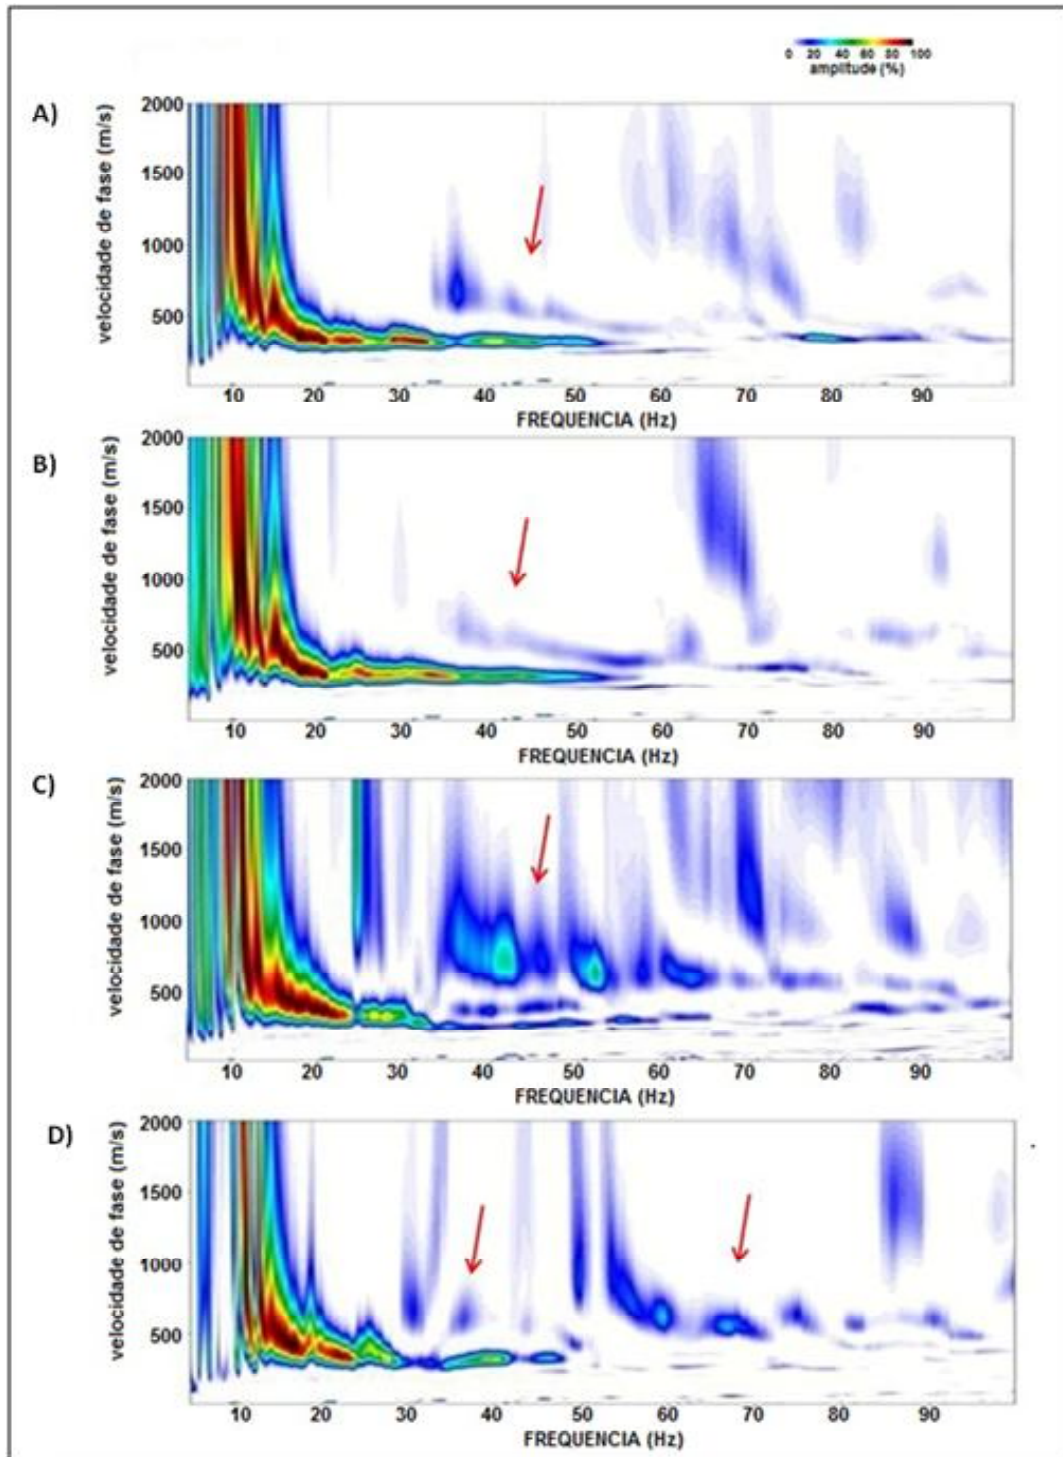 0 20 40 60 80 100
amplitude (%)
A)
velocidade de fase (m/s)
2000
1500
1000
500
10 20 30 40 50 60 70 80 90
FREQUENCIA (Hz)
B)
velocidade de fase (m/s)
2000
1500
1000
500
10 20 30 40 50 60 70 80 90
FREQUENCIA (Hz)
C)
velocidade de fase (m/s)
2000
1500
1000
500
10 20 30 40 50 60 70 80 90
FREQUENCIA (Hz)
D)
velocidade de fase (m/s)
2000
1500
1000
500
10 20 30 40 50 60 70 80 90
FREQUENCIA (Hz)